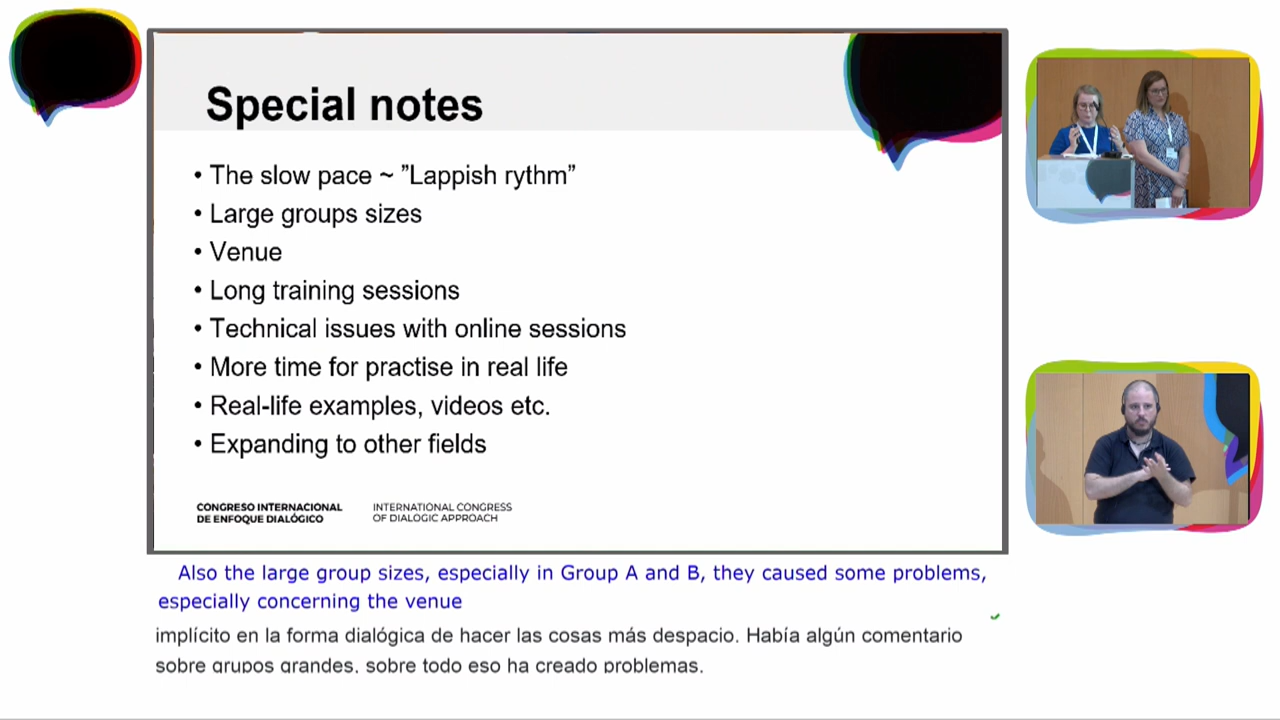 Special notes
• The slow pace ~ ”Lappish rythm”
• Large groups sizes
• Venue
• Long training sessions
• Technical issues with online sessions
• More time for practise in real life
• Real-life examples, videos etc.
• Expanding to other fields
CONGRESO INTERNACIONAL
DE ENFOQUE DIALÓGICO
INTERNATIONAL CONGRESS
OF DIALOGIC APPROACH
Also the large group sizes, especially in Group A and B, they caused some problems,
especially concerning the venue
implícito en la forma dialógica de hacer las cosas más despacio. Había algún comentario
sobre grupos grandes, sobre todo eso ha creado problemas.